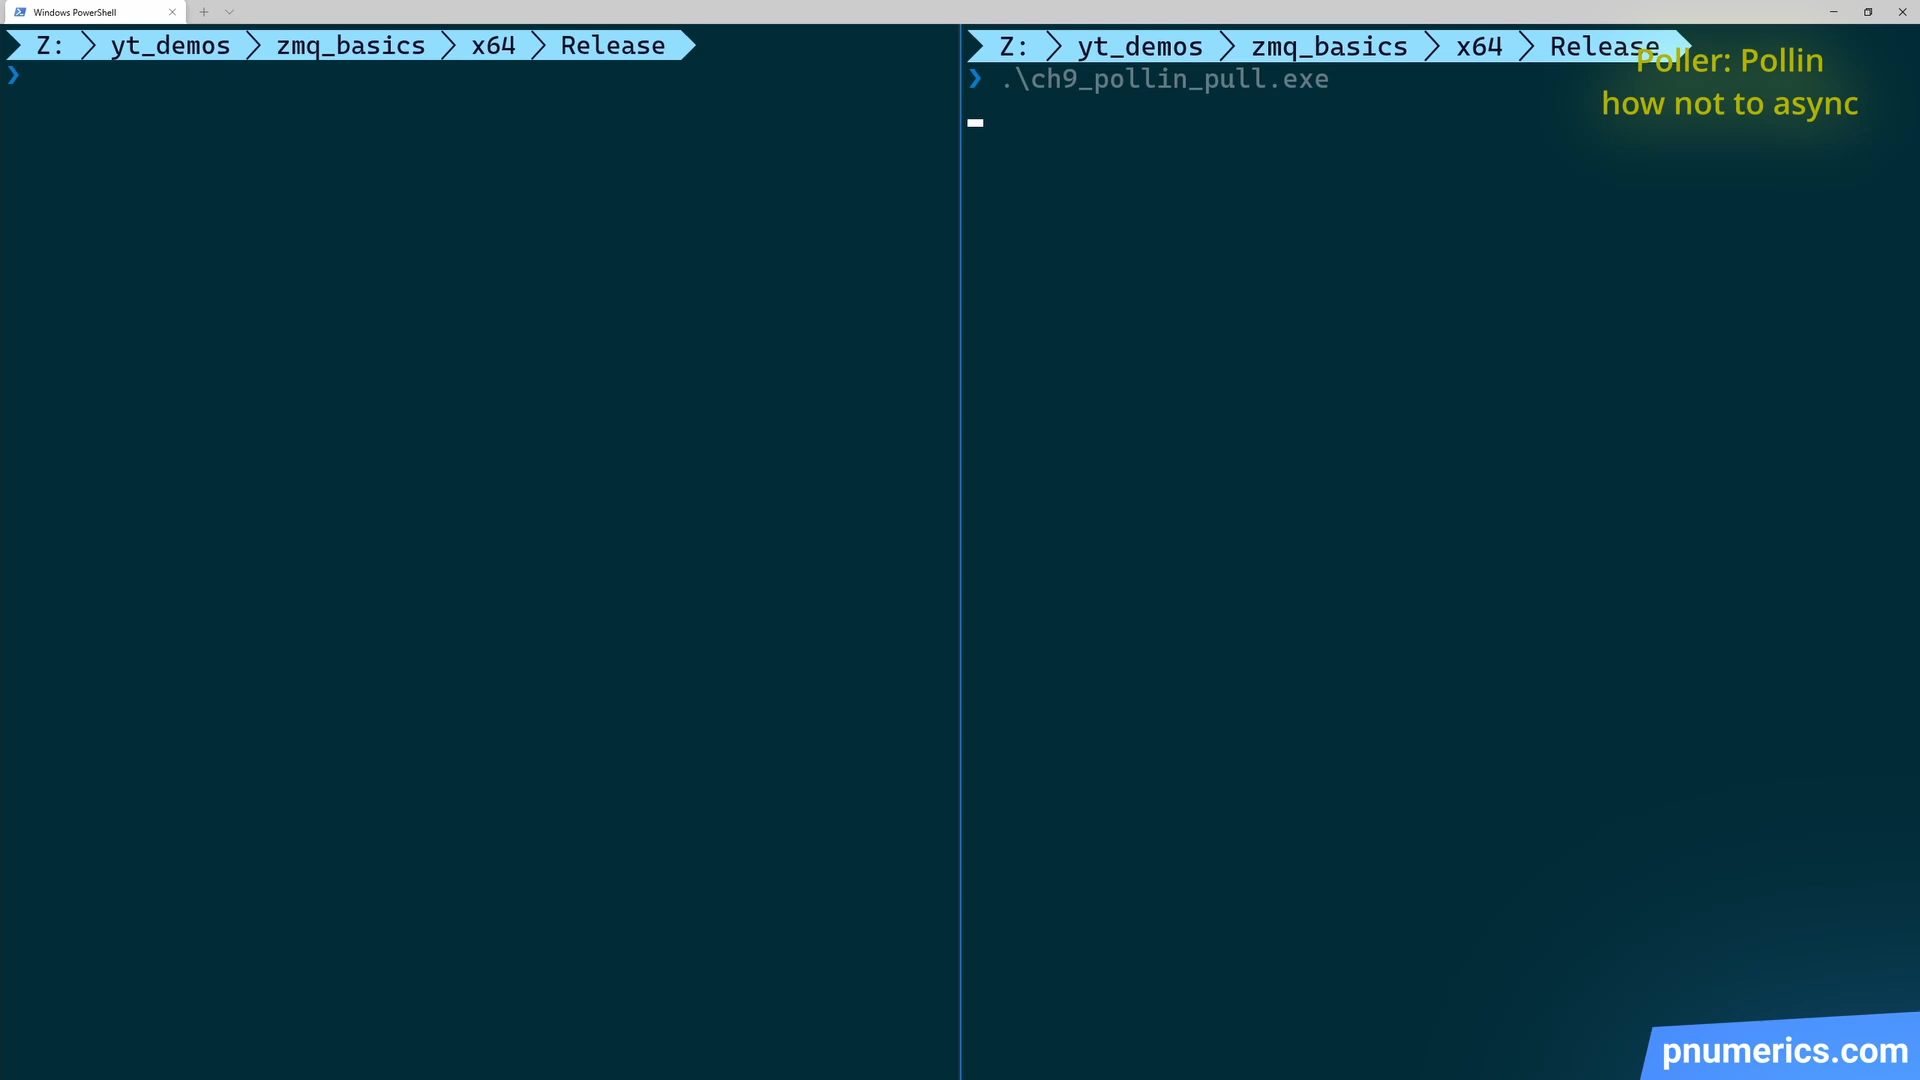 Windows PowerShell
Z: yt_demos zmq_basics x64 Release
❯
Z: yt_demos zmq_basics x64 Release
❯ .\ch9_pollin_pull.exe
Poller: Pollin
how not to async
pnumerics.com